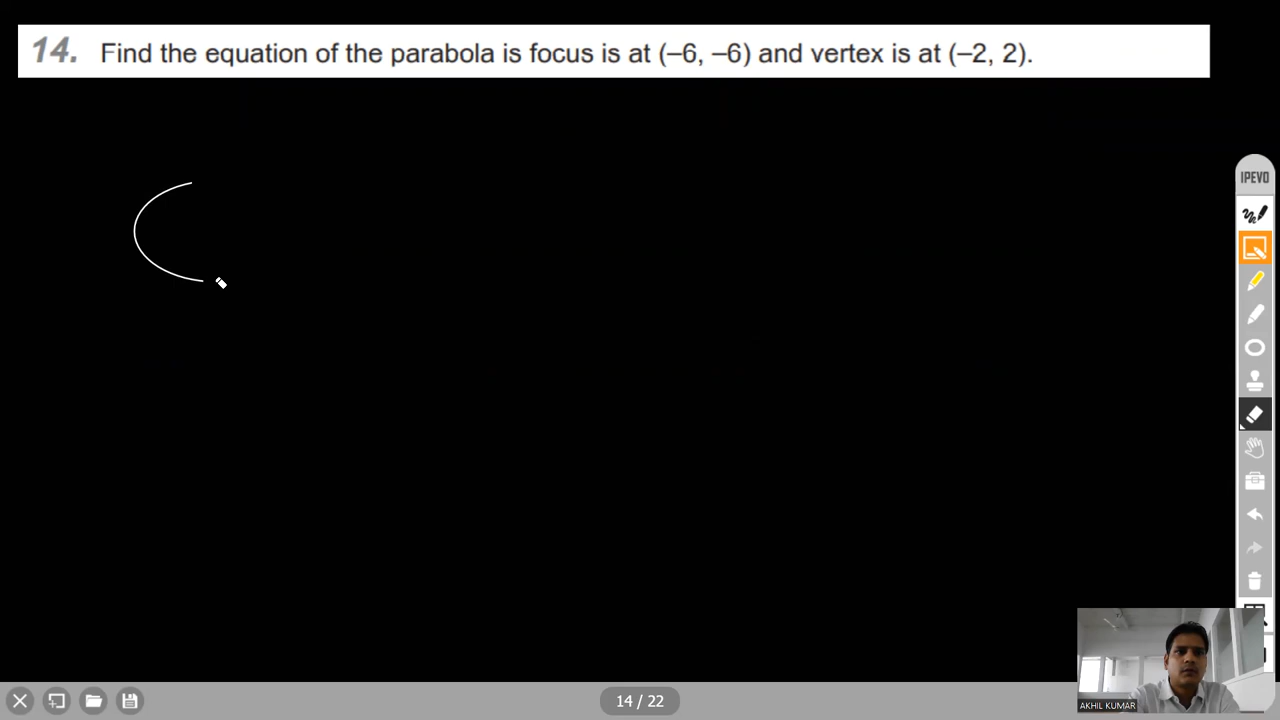 14. Find the equation of the parabola is focus is at (–6, –6) and vertex is at (–2, 2).
IPEVO
14 / 22
AKHIL KUMAR